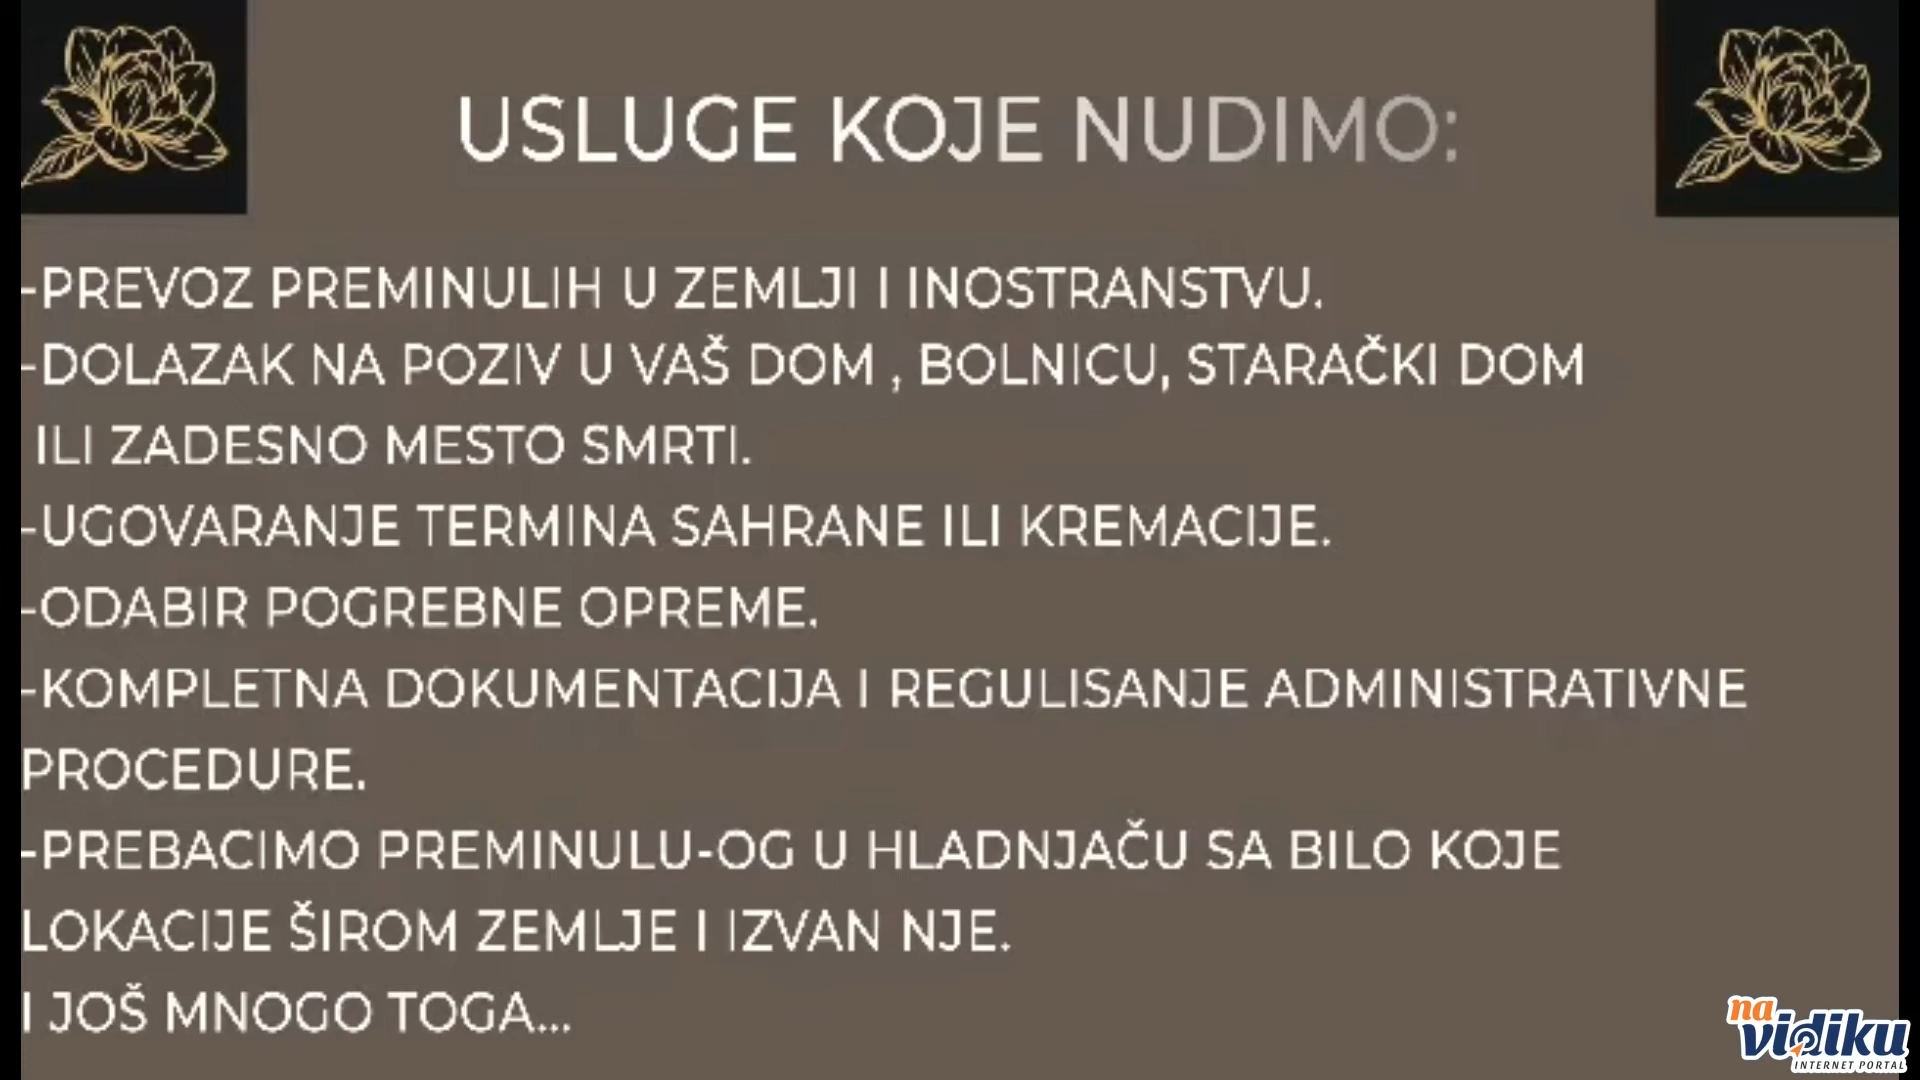 USLUGE KOJE NUDIMO:
-PREVOZ PREMINULIH U ZEMLJI I INOSTRANSTVU.
-DOLAZAK NA POZIV U VAŠ DOM , BOLNICU, STARAČKI DOM
ILI ZADESNO MESTO SMRTI.
-UGOVARANJE TERMINA SAHRANE ILI KREMACIJE.
-ODABIR POGREBNE OPREME.
-KOMPLETNA DOKUMENTACIJA I REGULISANJE ADMINISTRATIVNE
PROCEDURE.
-PREBACIMO PREMINULU-OG U HLADNJAČU SA BILO KOJE
LOKACIJE ŠIROM ZEMLJE I IZVAN NJE.
I JOŠ MNOGO TOGA...
na
vidiku
INTERNET PORTAL